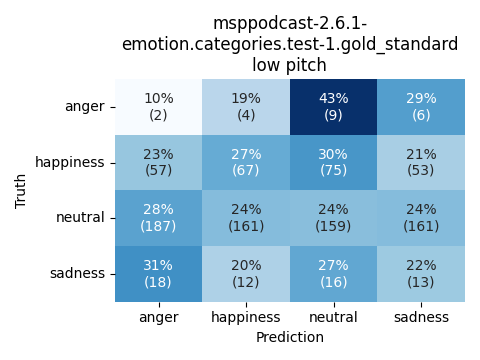 msppodcast-2.6.1-
emotion.categories.test-1.gold_standard
low pitch
anger
10% 19% 43% 29%
(2) (4) (9) (6)
happiness
23% 27% 30% 21%
(57) (67) (75) (53)
neutral
28% 24% 24% 24%
(187) (161) (159) (161)
sadness
31% 20% 27% 22%
(18) (12) (16) (13)
Truth
anger happiness neutral sadness
Prediction